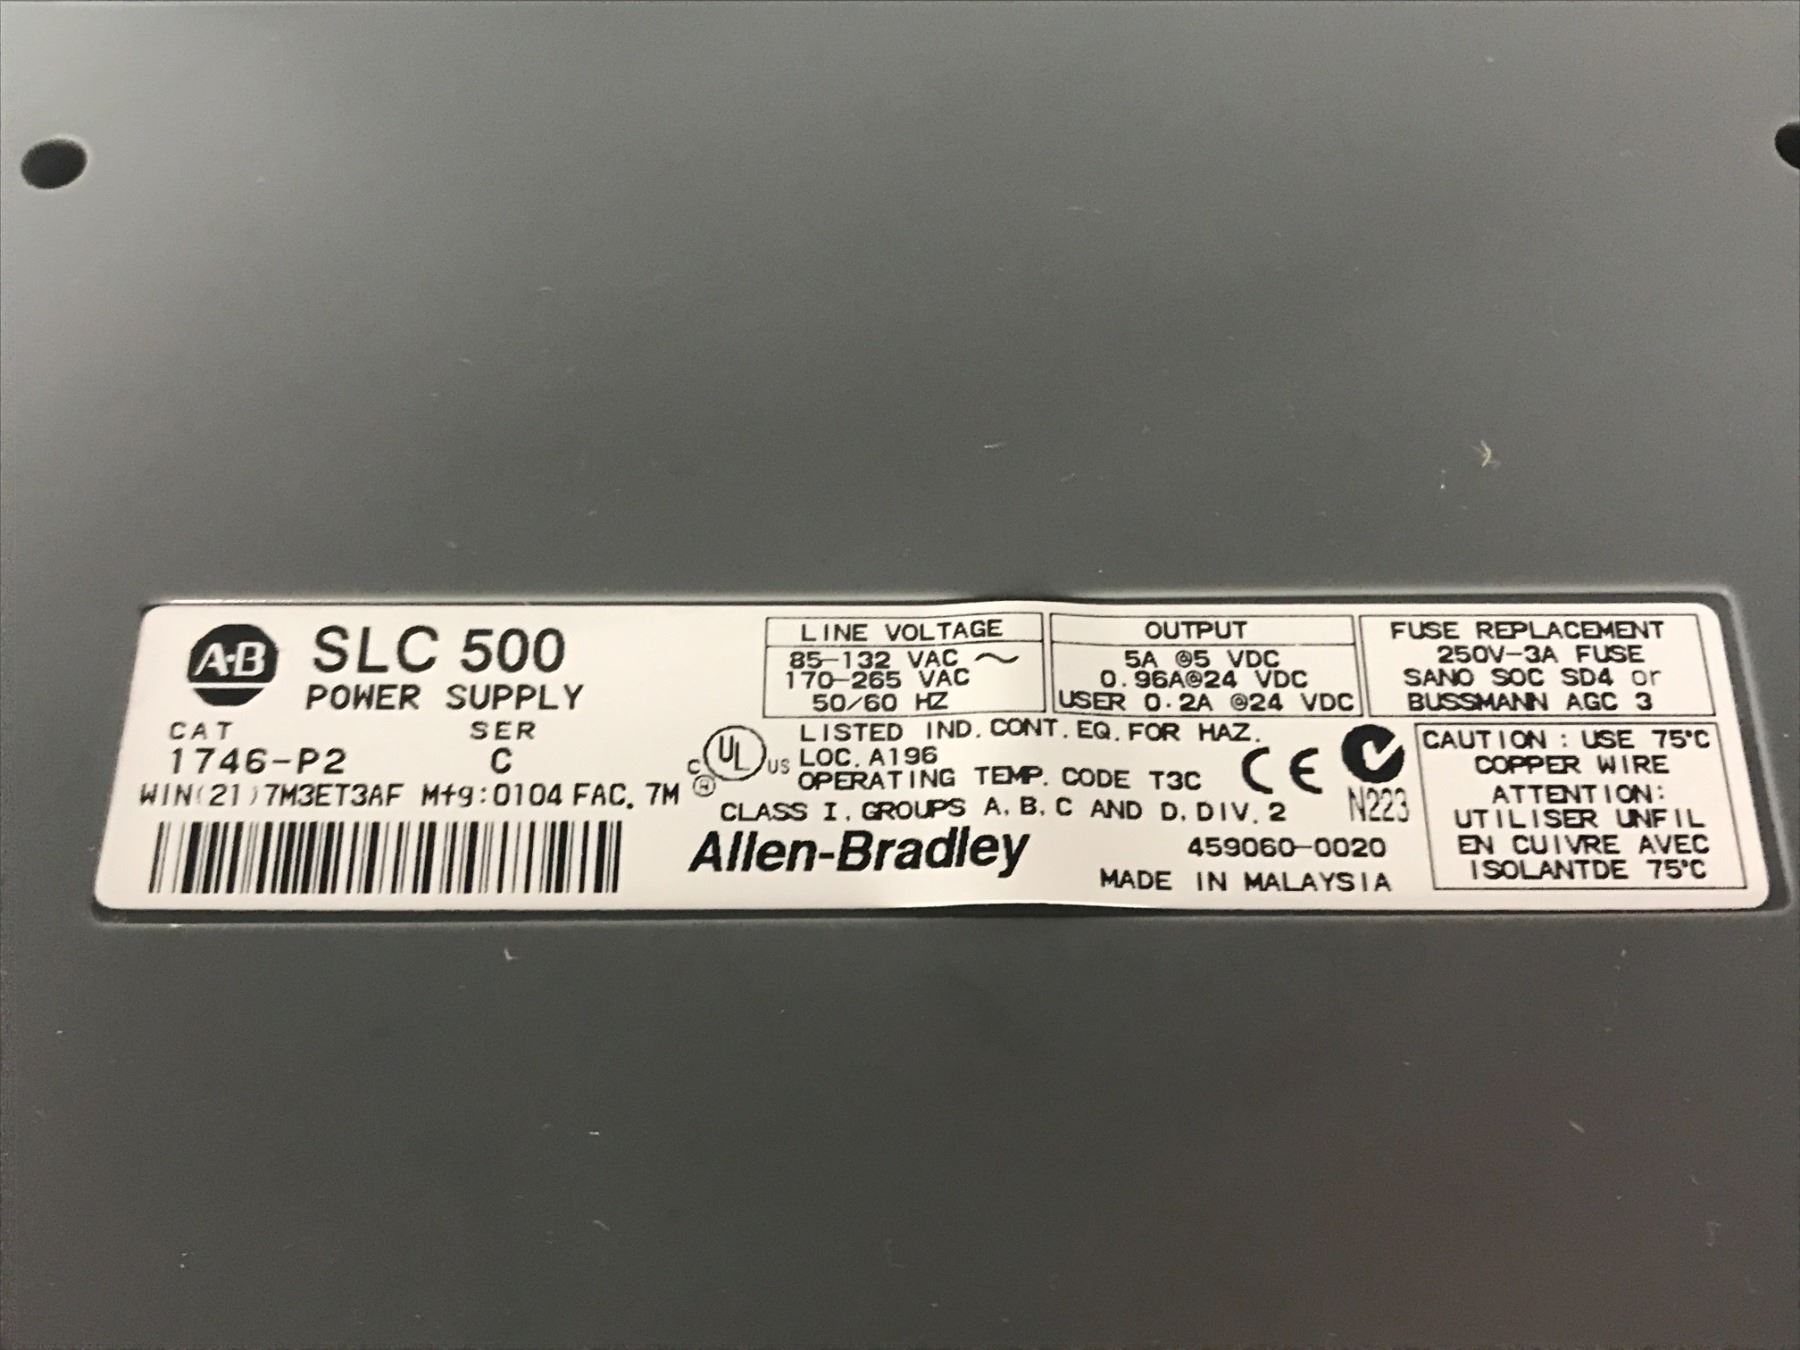 A·B
SLC 500
POWER SUPPLY
CAT SER
1746-P2 C
WIN(21)7M3ET3AF Mfg:0104 FAC. 7M
LINE VOLTAGE
85-132 VAC ~
170-265 VAC
50/60 HZ
OUTPUT
5A @5 VDC
0.96A@24 VDC
USER 0.2A @24 VDC
FUSE REPLACEMENT
250V-3A FUSE
SANO SOC SD4 or
BUSSMANN AGC 3
C UL US ®
LISTED IND. CONT. EQ. FOR HAZ.
LOC. A196
OPERATING TEMP. CODE T3C
CLASS I, GROUPS A, B, C AND D, DIV. 2
CE
N223
Allen-Bradley
459060-0020
MADE IN MALAYSIA
CAUTION : USE 75°C
COPPER WIRE
ATTENTION:
UTILISER UNFIL
EN CUIVRE AVEC
ISOLANTDE 75°C